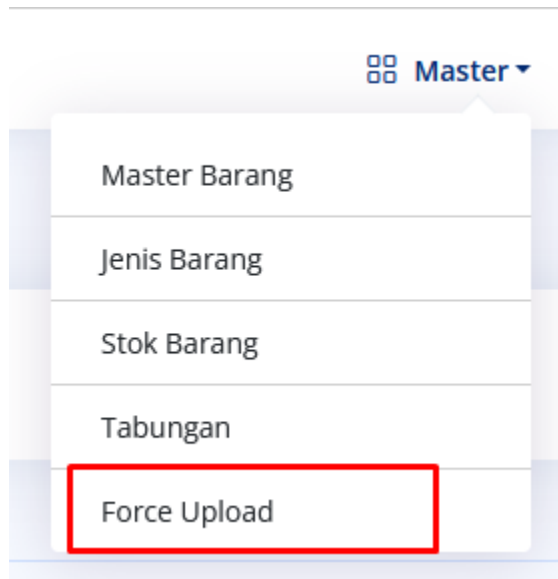 Master
Master Barang
Jenis Barang
Stok Barang
Tabungan
Force Upload